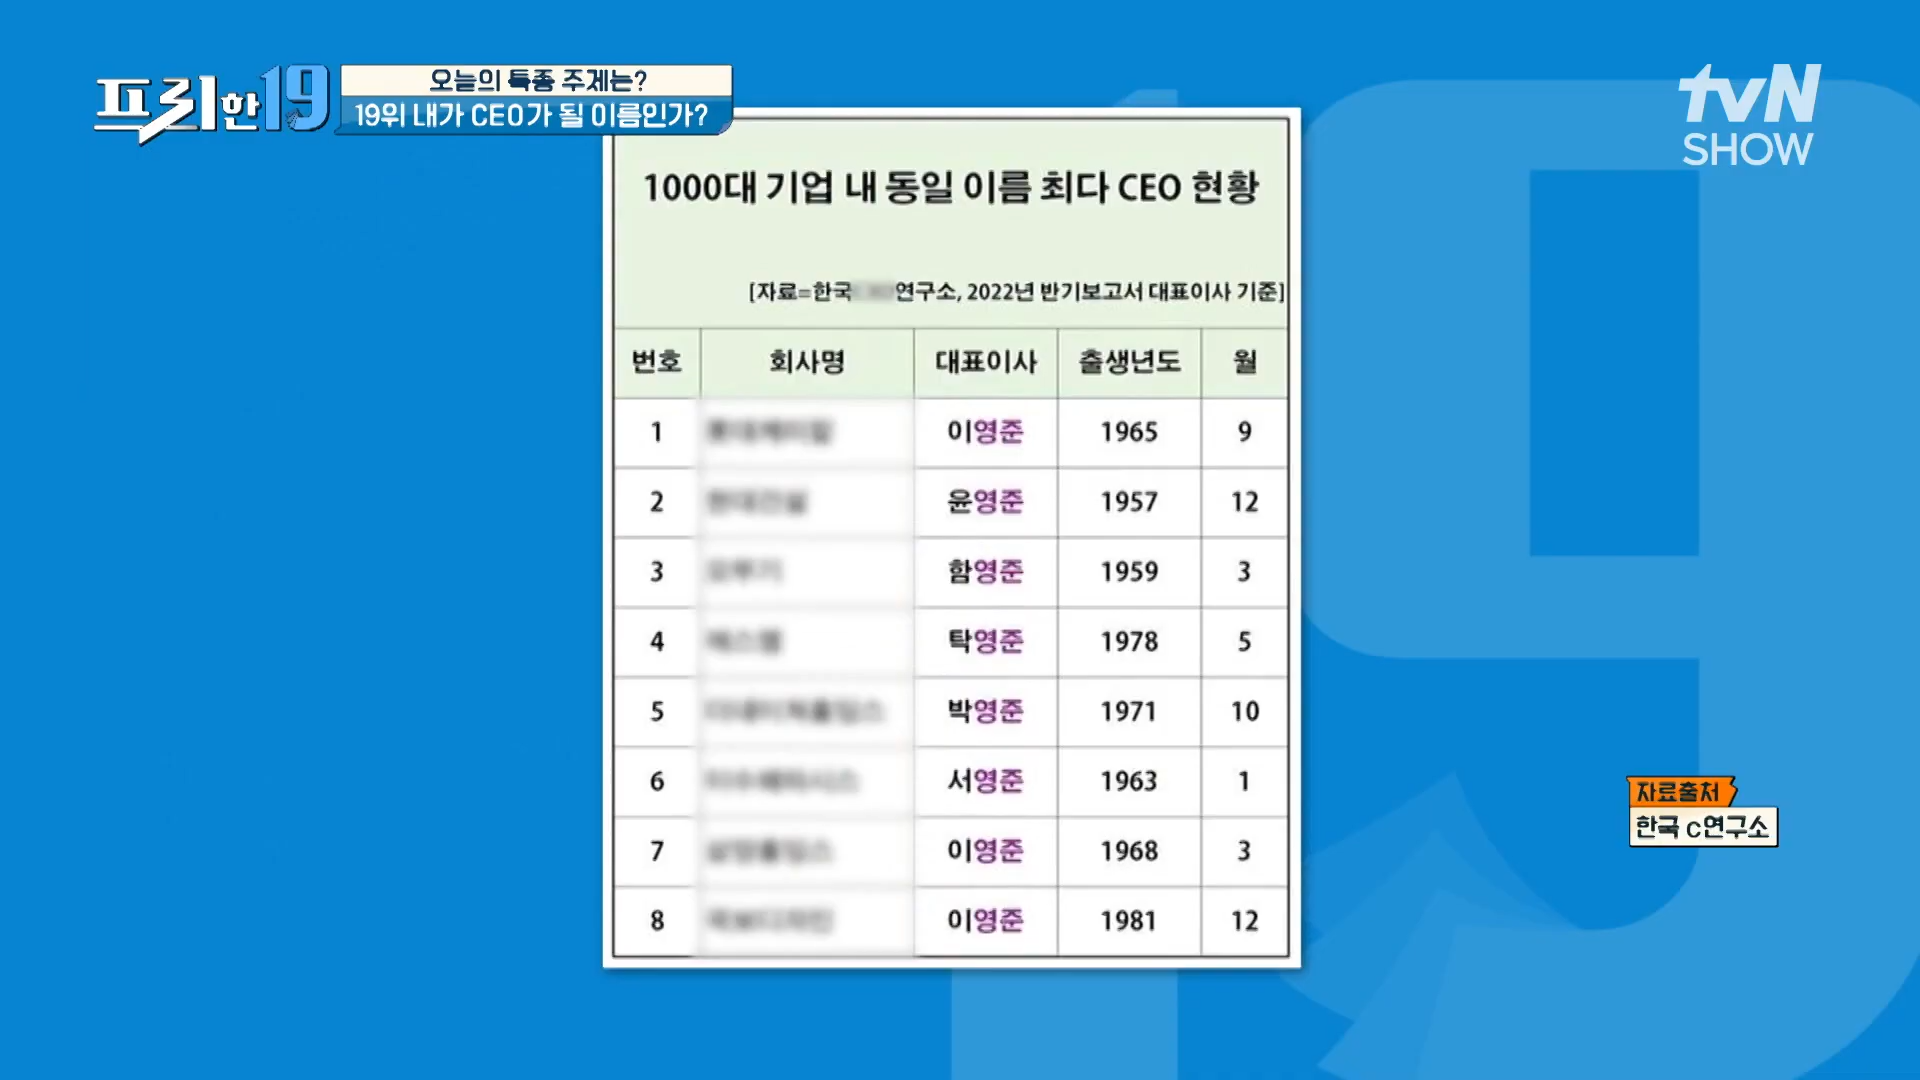 프리한19
오늘의 특종 주제는?
19위 내가 CEO가 될 이름인가?
tvN
SHOW
1000대 기업 내 동일 이름 최다 CEO 현황
[자료=한국 연구소, 2022년 반기보고서 대표이사 기준]
번호 회사명 대표이사 출생년도 월
1 이영준 1965 9
2 윤영준 1957 12
3 함영준 1959 3
4 탁영준 1978 5
5 박영준 1971 10
6 서영준 1963 1
7 이영준 1968 3
8 이영준 1981 12
자료출처
한국 C연구소